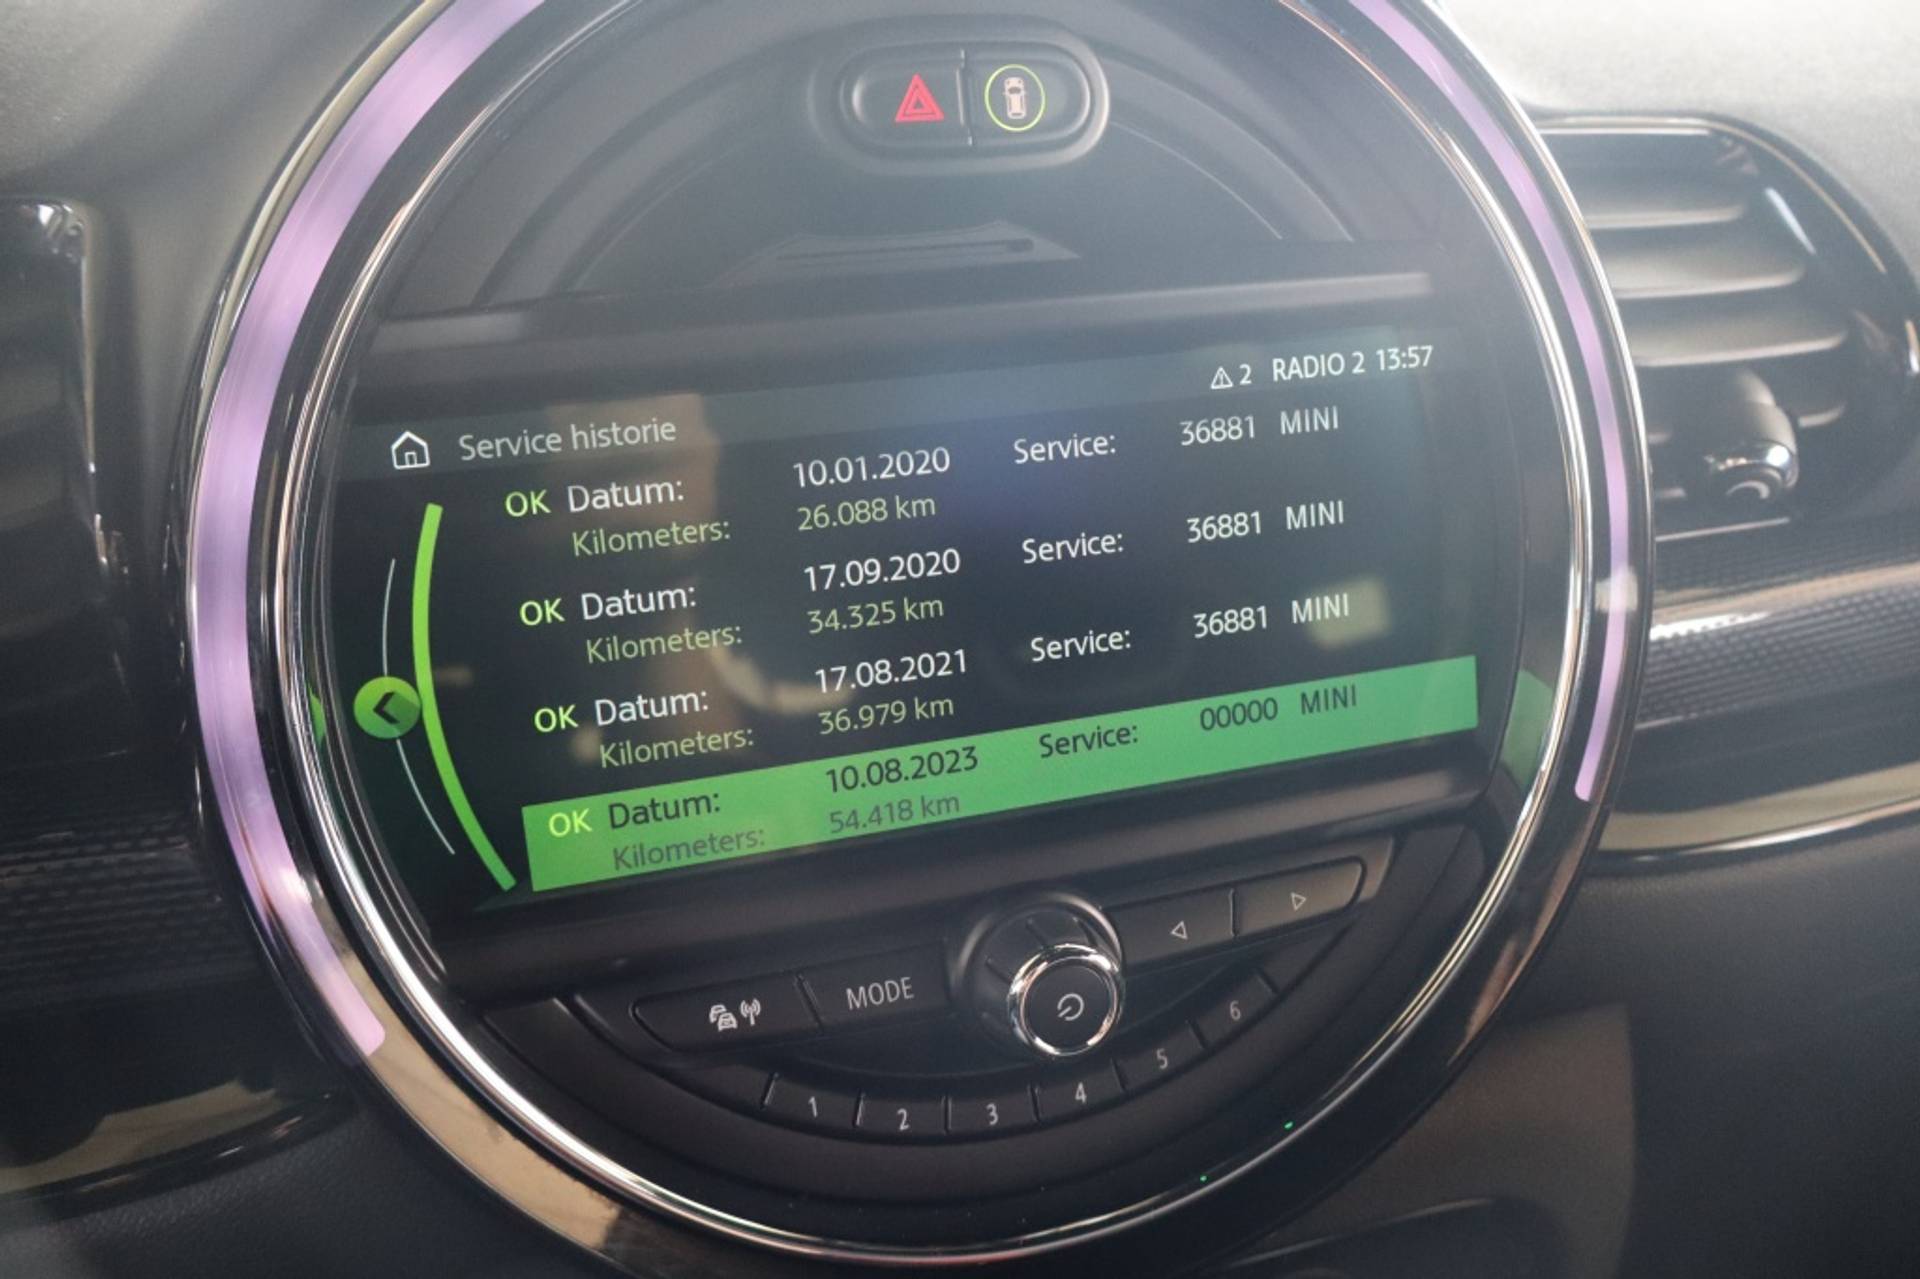 2 RADIO 2 13:57
Service historie
OK Datum: 10.01.2020 Service: 36881 MINI
Kilometers: 26.088 km
OK Datum: 17.09.2020 Service: 36881 MINI
Kilometers: 34.325 km
OK Datum: 17.08.2021 Service: 36881 MINI
Kilometers: 36.979 km
OK Datum: 10.08.2023 Service: 00000 MINI
Kilometers: 54.418 km
MODE
1 2 3 4 5 6